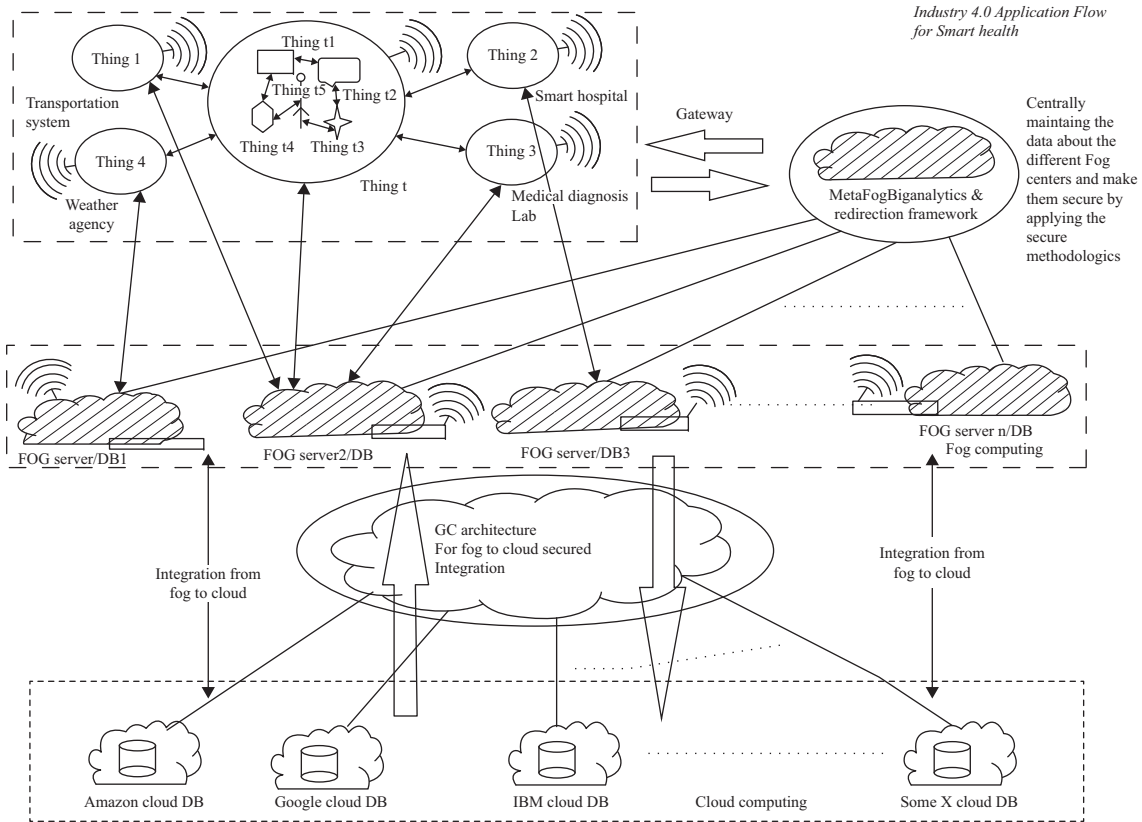 Industry 4.0 Application Flow
for Smart health
Thing 1
Thing t1
Thing 2
Thing t5
Thing t2
Transportation
system
Smart hospital
Thing 4
Thing t4
Thing t3
Thing 3
Thing t
Weather
agency
Medical diagnosis
Lab
Gateway
MetaFogBiganalytics &
redirection framework
Centrally
maintaing the
data about the
different Fog
centers and make
them secure by
applying the
secure
methodologics
FOG server/DB1
FOG server2/DB
FOG server/DB3
FOG server n/DB
Fog computing
GC architecture
For fog to cloud secured
Integration
Integration from
fog to cloud
Integration from
fog to cloud
Amazon cloud DB
Google cloud DB
IBM cloud DB
Cloud computing
Some X cloud DB